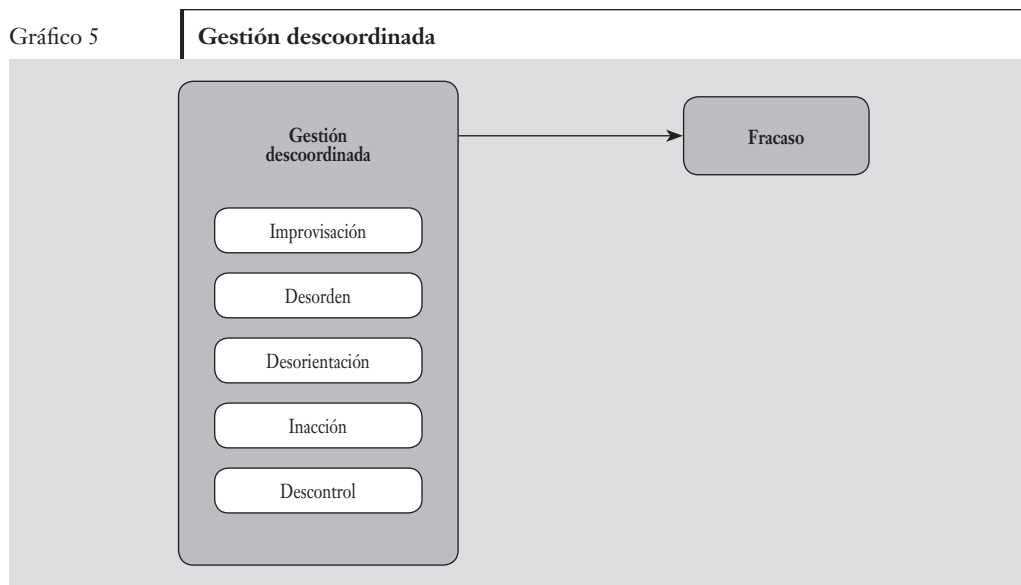 Gráfico 5
Gestión descoordinada
Gestión
descoordinada
Fracaso
Improvisación
Desorden
Desorientación
Inacción
Descontrol